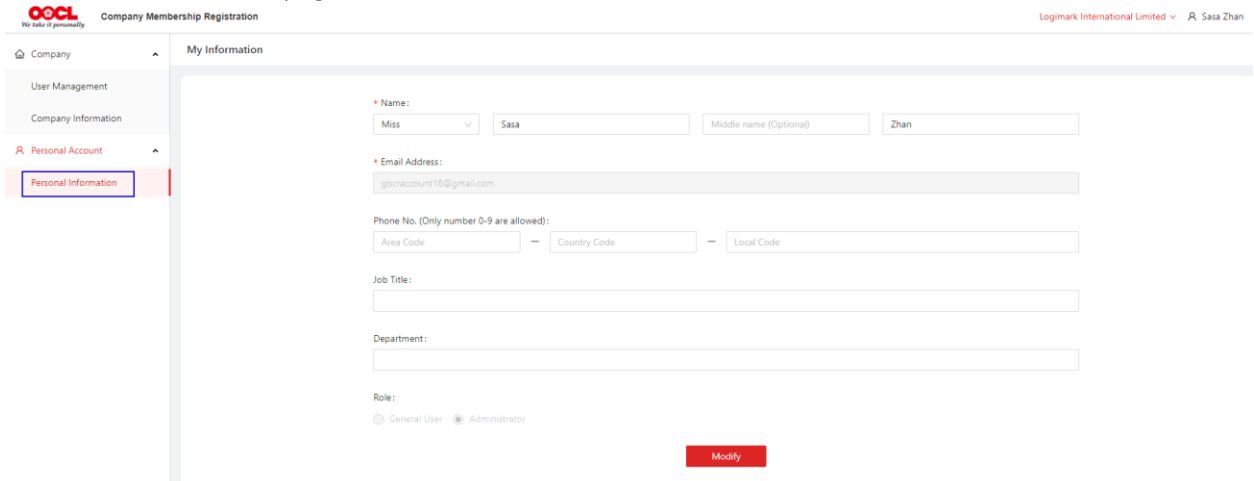 OOCL
We take it personally
Company Membership Registration
Logimark International Limited
Sasa Zhan
Company
User Management
Company Information
Personal Account
Personal Information
My Information
* Name:
Miss
Sasa
Middle name (Optional)
Zhan
* Email Address:
gbcraccount18@gmail.com
Phone No. (Only number 0-9 are allowed):
Area Code
—
Country Code
—
Local Code
Job Title:
Department:
Role:
General User
Administrator
Modify